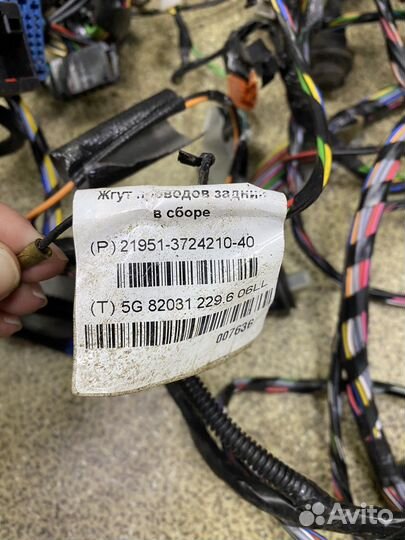 Жгут проводов задний
в сборе
(P) 21951-3724210-40
(T) 5G 82031 229.6 06LL
007636
Avito